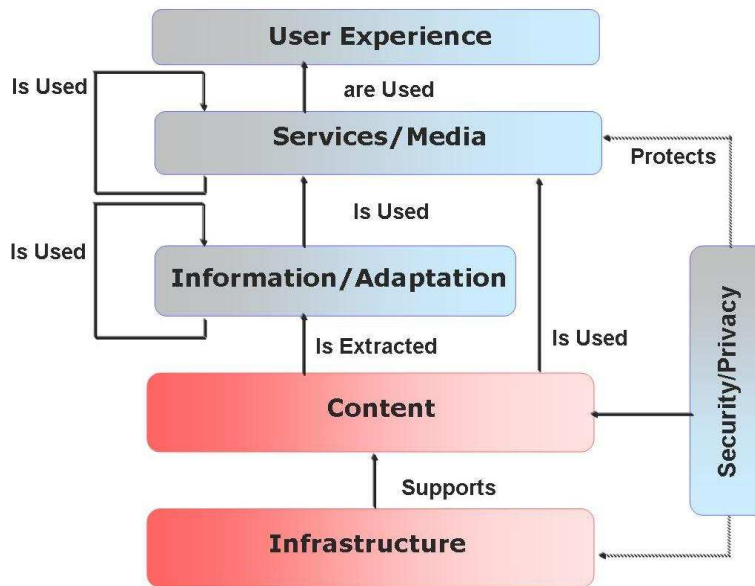 User Experience
Is Used
are Used
Services/Media
Protects
Is Used
Is Used
Information/Adaptation
Is Extracted
Is Used
Security/Privacy
Content
Supports
Infrastructure